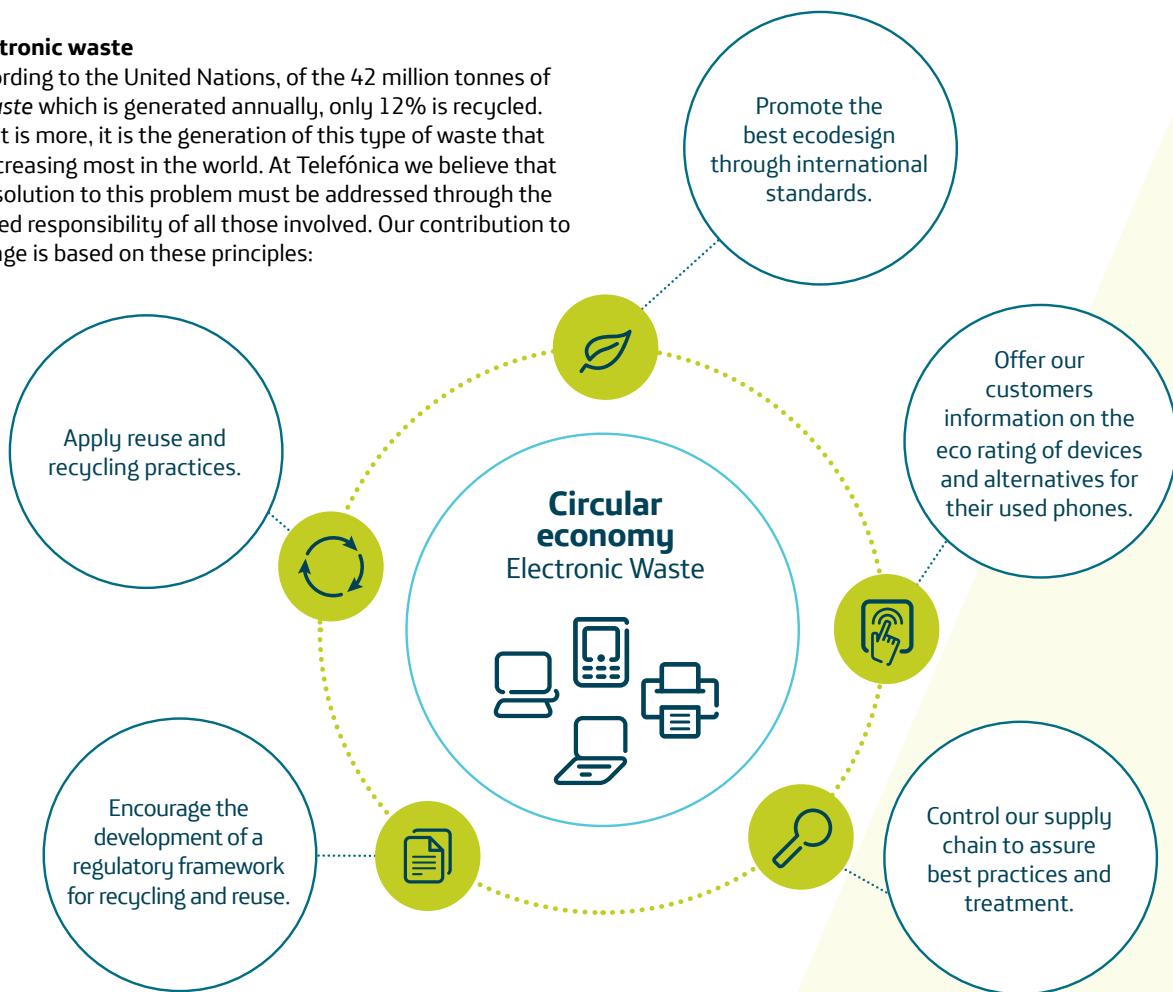 tronic waste
ording to the United Nations, of the 42 million tonnes of
aste which is generated annually, only 12% is recycled.
t is more, it is the generation of this type of waste that
creasing most in the world. At Telefónica we believe that
solution to this problem must be addressed through the
ed responsibility of all those involved. Our contribution to
ge is based on these principles:
Promote the
best ecodesign
through international
standards.
Offer our
customers
information on the
eco rating of devices
and alternatives for
their used phones.
Apply reuse and
recycling practices.
Circular
economy
Electronic Waste
Encourage the
development of a
regulatory framework
for recycling and reuse.
Control our supply
chain to assure
best practices and
treatment.